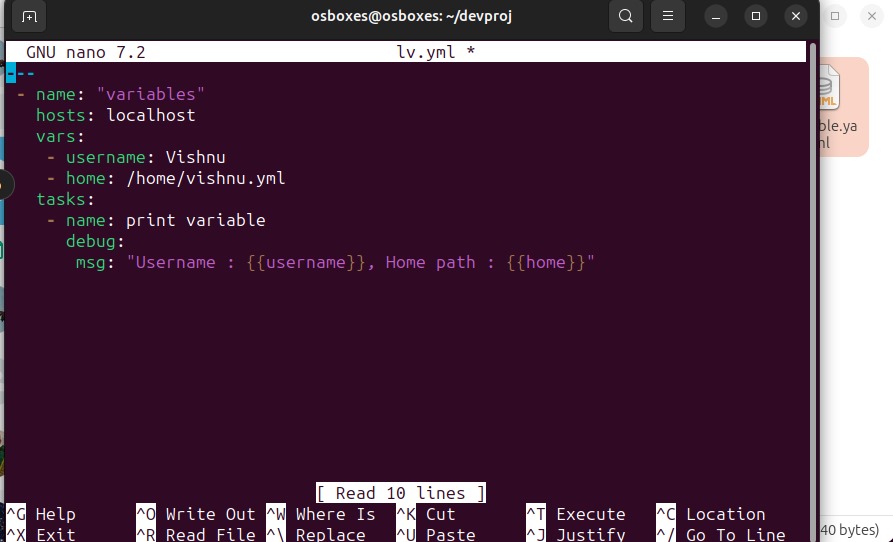 osboxes@osboxes: ~/devproj
GNU nano 7.2 lv.yml *
---
- name: "variables"
hosts: localhost
vars:
- username: Vishnu
- home: /home/vishnu.yml
tasks:
- name: print variable
debug:
msg: "Username : {{username}}, Home path : {{home}}"
ble.ya
ml
[ Read 10 lines ]
^G Help ^O Write Out ^W Where Is ^K Cut ^T Execute ^C Location
^X Exit ^R Read File ^\ Replace ^U Paste ^J Justify ^/ Go To Line
40 bytes)